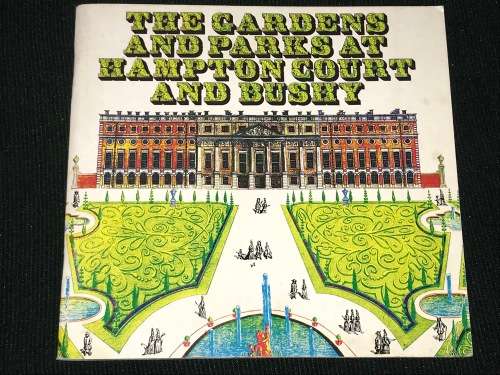 THE GARDENS
AND PARKS AT
HAMPTON COURT
AND BUSHY